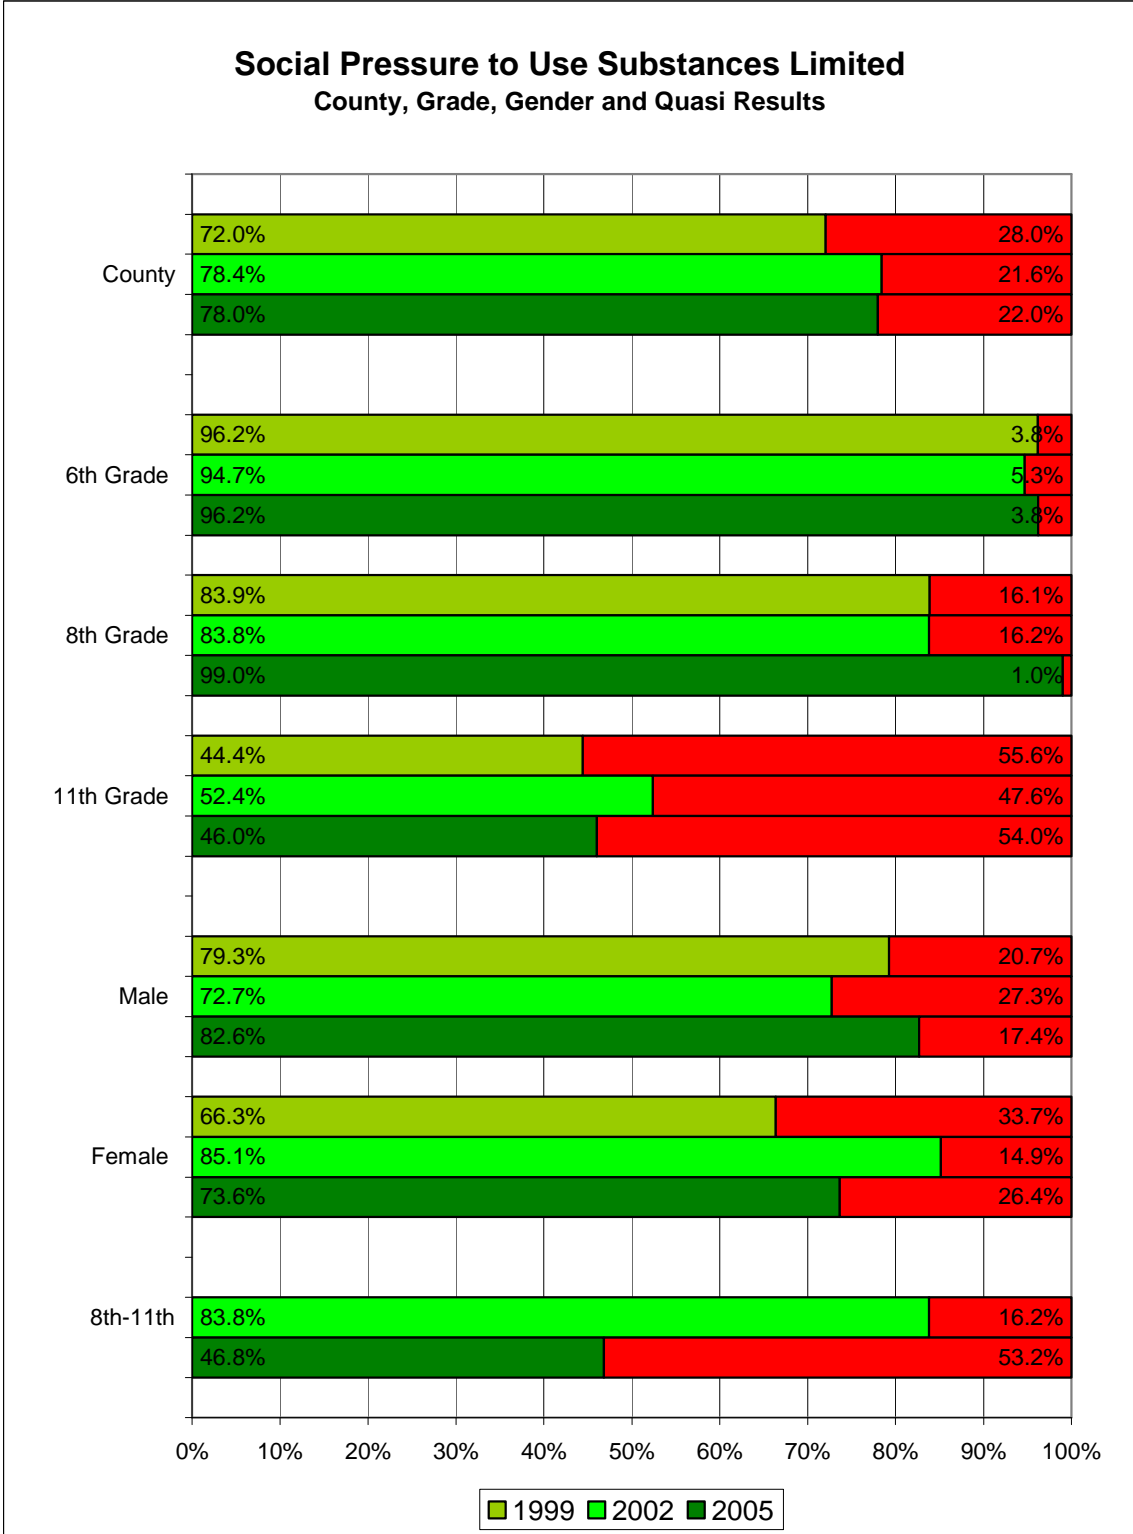 Social Pressure to Use Substances Limited
County, Grade, Gender and Quasi Results
72.0% 28.0%
County 78.4% 21.6%
78.0% 22.0%
96.2% 3.8%
6th Grade 94.7% 5.3%
96.2% 3.8%
83.9% 16.1%
8th Grade 83.8% 16.2%
99.0% 1.0%
44.4% 55.6%
11th Grade 52.4% 47.6%
46.0% 54.0%
79.3% 20.7%
Male 72.7% 27.3%
82.6% 17.4%
66.3% 33.7%
Female 85.1% 14.9%
73.6% 26.4%
8th-11th 83.8% 16.2%
46.8% 53.2%
0% 10% 20% 30% 40% 50% 60% 70% 80% 90% 100%
1999 2002 2005